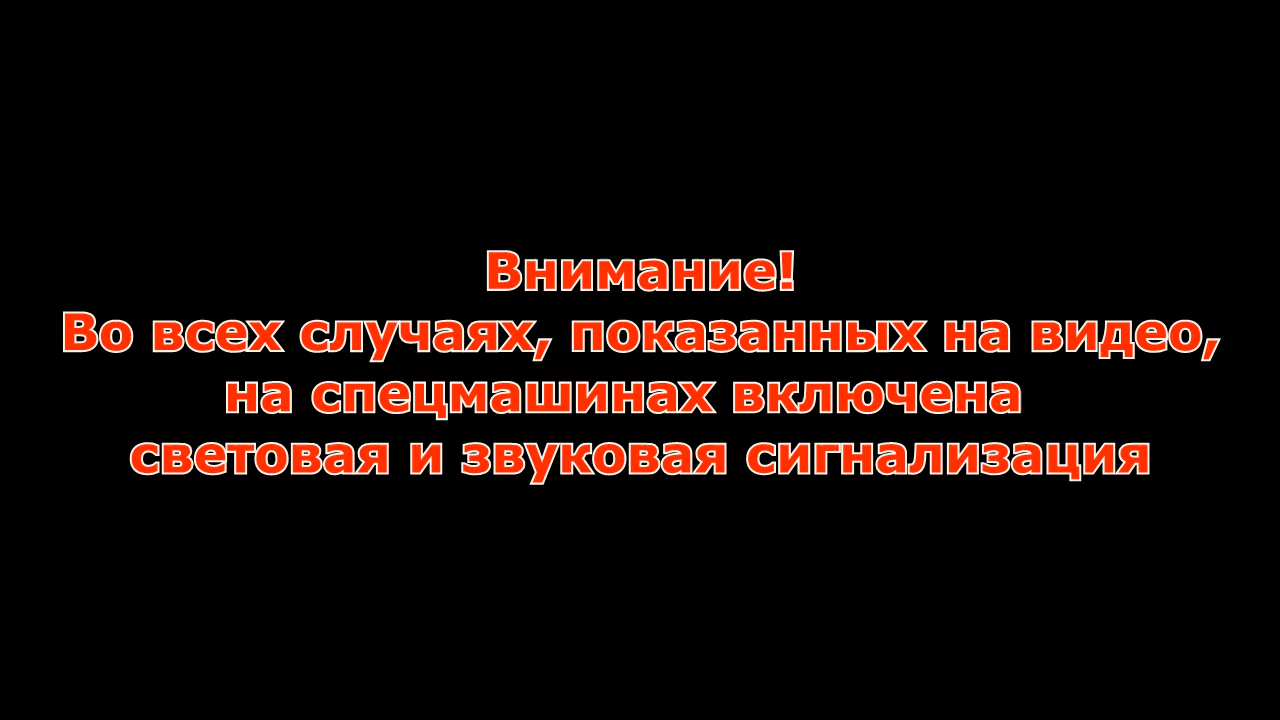 Внимание!
Во всех случаях, показанных на видео,
на спецмашинах включена
световая и звуковая сигнализация